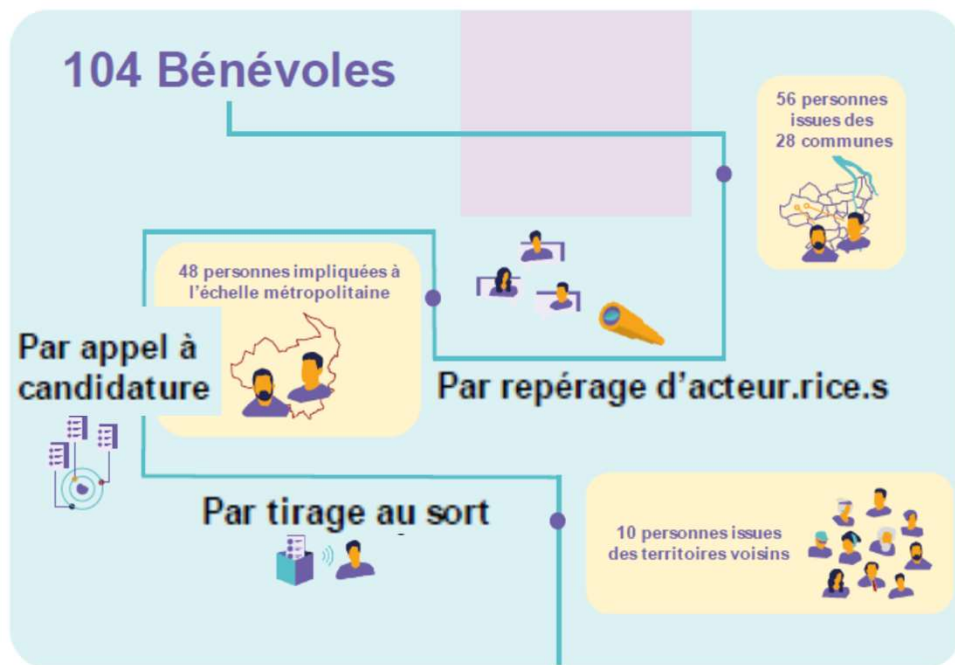 104 Bénévoles
56 personnes
issues des
28 communes
48 personnes impliquées à
l'échelle métropolitaine
Par appel à
candidature
Par repérage d'acteur.rice.s
Par tirage au sort
10 personnes issues
des territoires voisins